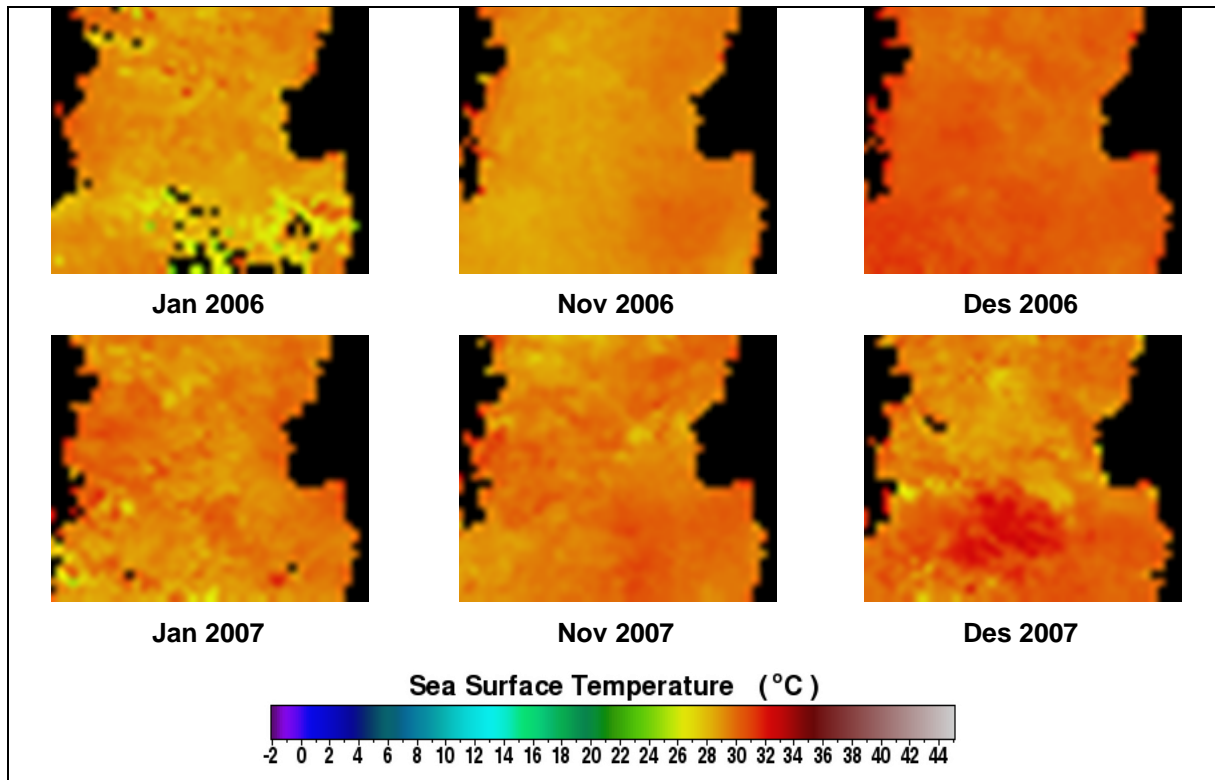 Jan 2006 Nov 2006 Des 2006
Jan 2007 Nov 2007 Des 2007
Sea Surface Temperature (°C)
-2 0 2 4 6 8 10 12 14 16 18 20 22 24 26 28 30 32 34 36 38 40 42 44